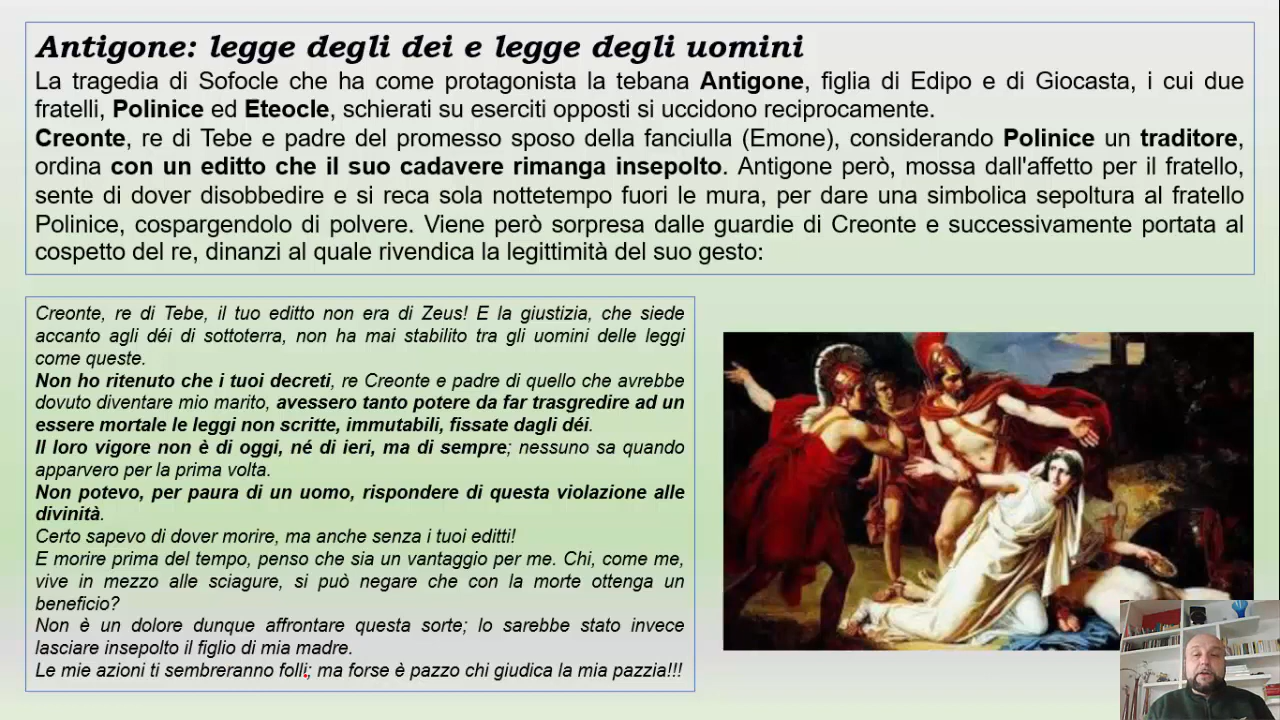 Antigone: legge degli dei e legge degli uomini
La tragedia di Sofocle che ha come protagonista la tebana Antigone, figlia di Edipo e di Giocasta, i cui due
fratelli, Polinice ed Eteocle, schierati su eserciti opposti si uccidono reciprocamente.
Creonte, re di Tebe e padre del promesso sposo della fanciulla (Emone), considerando Polinice un traditore,
ordina con un editto che il suo cadavere rimanga insepolto. Antigone però, mossa dall'affetto per il fratello,
sente di dover disobbedire e si reca sola nottetempo fuori le mura, per dare una simbolica sepoltura al fratello
Polinice, cospargendolo di polvere. Viene però sorpresa dalle guardie di Creonte e successivamente portata al
cospetto del re, dinanzi al quale rivendica la legittimità del suo gesto:
Creonte, re di Tebe, il tuo editto non era di Zeus! E la giustizia, che siede
accanto agli déi di sottoterra, non ha mai stabilito tra gli uomini delle leggi
come queste.
Non ho ritenuto che i tuoi decreti, re Creonte e padre di quello che avrebbe
dovuto diventare mio marito, avessero tanto potere da far trasgredire ad un
essere mortale le leggi non scritte, immutabili, fissate dagli déi.
Il loro vigore non è di oggi, né di ieri, ma di sempre; nessuno sa quando
apparvero per la prima volta.
Non potevo, per paura di un uomo, rispondere di questa violazione alle
divinità.
Certo sapevo di dover morire, ma anche senza i tuoi editti!
E morire prima del tempo, penso che sia un vantaggio per me. Chi, come me,
vive in mezzo alle sciagure, si può negare che con la morte ottenga un
beneficio?
Non è un dolore dunque affrontare questa sorte; lo sarebbe stato invece
lasciare insepolto il figlio di mia madre.
Le mie azioni ti sembreranno folli; ma forse è pazzo chi giudica la mia pazzia!!!